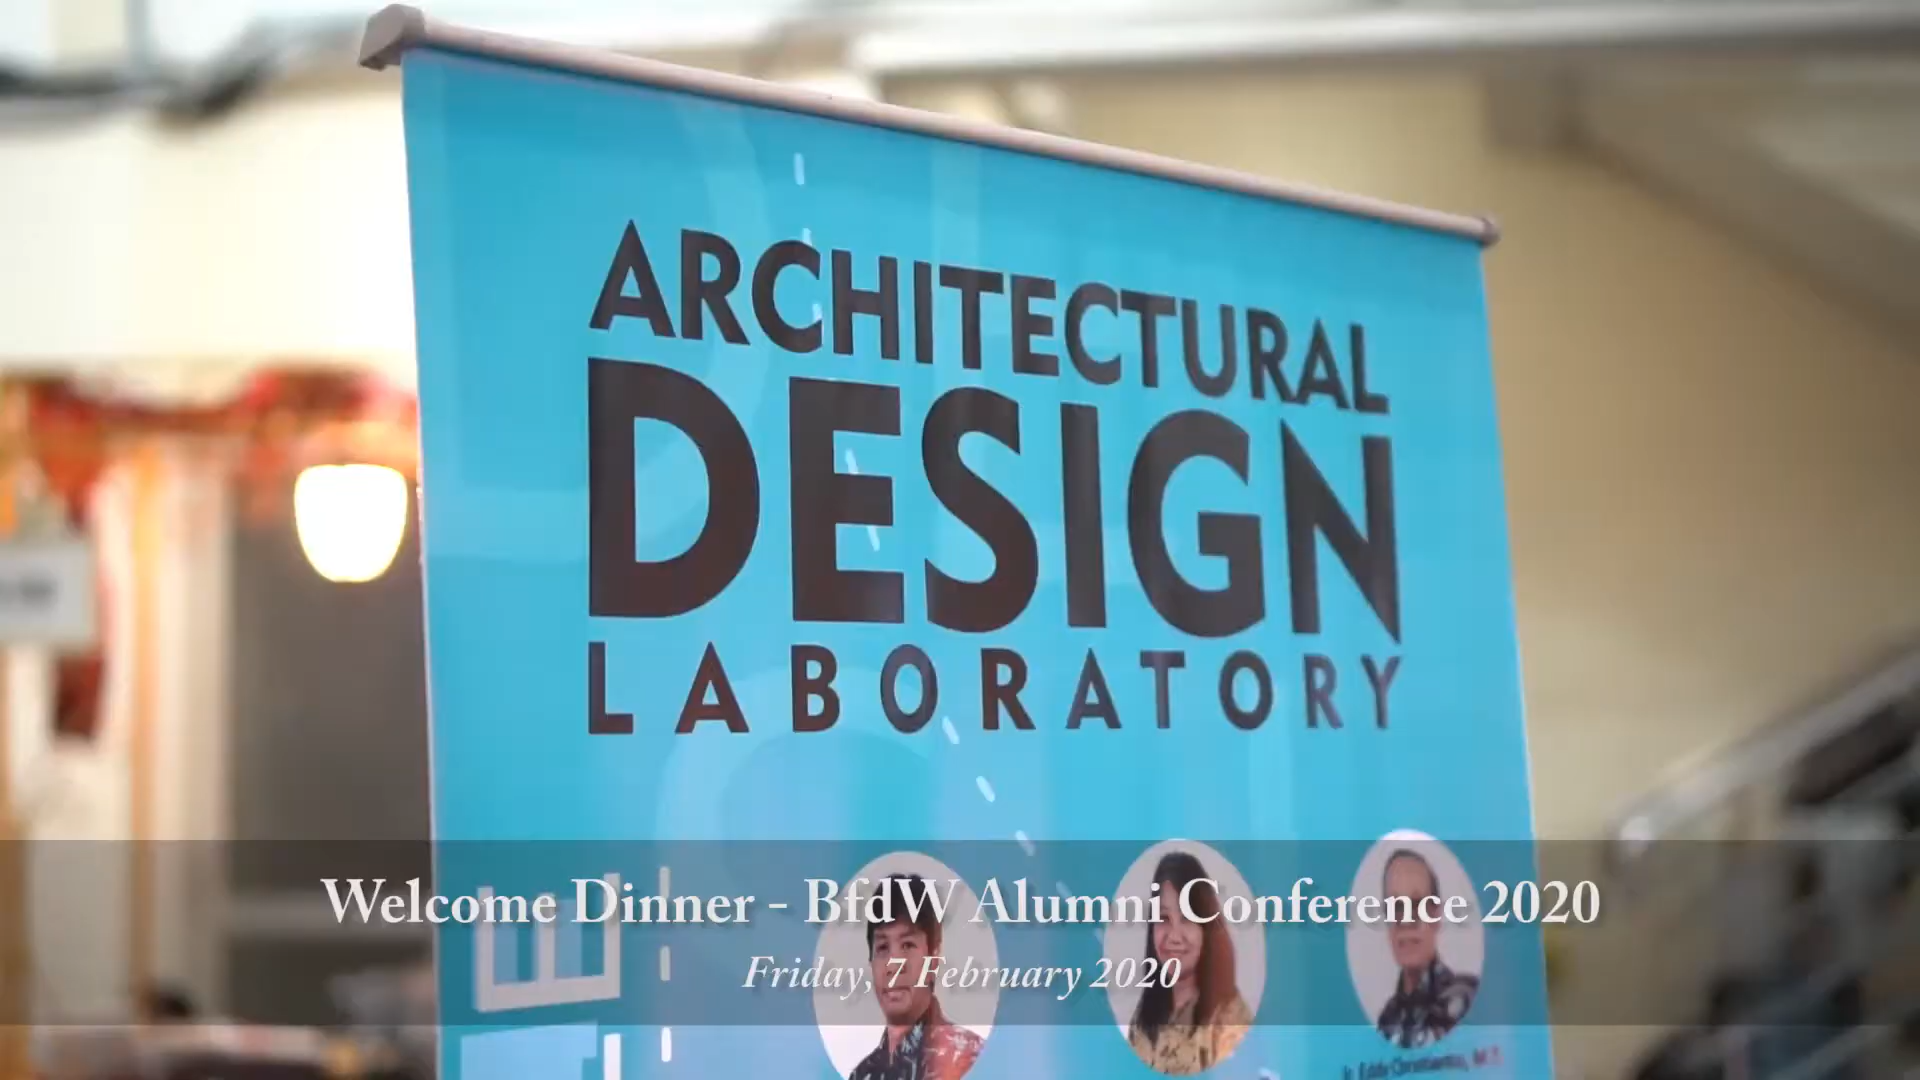 ARCHITECTURAL
DESIGN
LABORATORY
Welcome Dinner - BfdW Alumni Conference 2020
Friday, 7 February 2020